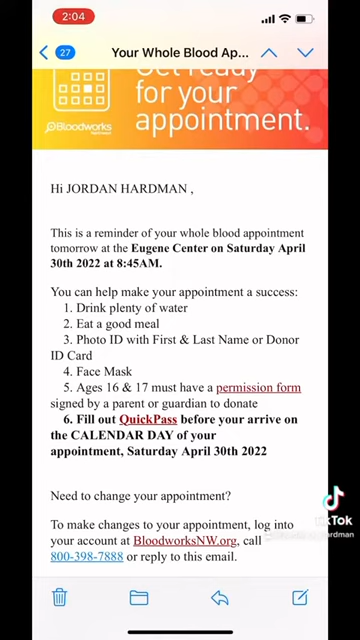 2:04
27
Your Whole Blood Ap...
Get ready
for your
appointment.
Bloodworks
Hi JORDAN HARDMAN ,
This is a reminder of your whole blood appointment
tomorrow at the Eugene Center on Saturday April
30th 2022 at 8:45AM.
You can help make your appointment a success:
1. Drink plenty of water
2. Eat a good meal
3. Photo ID with First & Last Name or Donor
ID Card
4. Face Mask
5. Ages 16 & 17 must have a permission form
signed by a parent or guardian to donate
6. Fill out QuickPass before your arrive on
the CALENDAR DAY of your
appointment, Saturday April 30th 2022
Need to change your appointment?
To make changes to your appointment, log into
your account at BloodworksNW.org, call
800-398-7888 or reply to this email.
TikTok